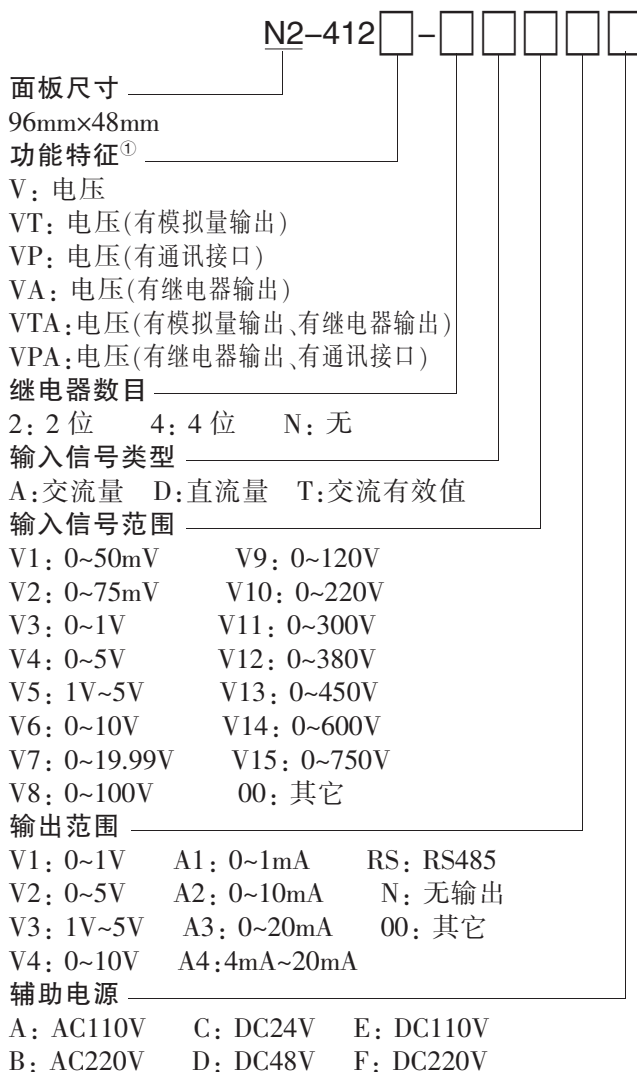 N2-412□-□□□□□
面板尺寸
96mm×48mm
功能特征①
V：电压
VT：电压(有模拟量输出)
VP：电压(有通讯接口)
VA：电压(有继电器输出)
VTA：电压(有模拟量输出、有继电器输出)
VPA：电压(有继电器输出、有通讯接口)
继电器数目
2：2位 4：4位 N：无
输入信号类型
A：交流量 D：直流量 T：交流有效值
输入信号范围
V1：0~50mV V9：0~120V
V2：0~75mV V10：0~220V
V3：0~1V V11：0~300V
V4：0~5V V12：0~380V
V5：1V~5V V13：0~450V
V6：0~10V V14：0~600V
V7：0~19.99V V15：0~750V
V8：0~100V 00：其它
输出范围
V1：0~1V A1：0~1mA RS：RS485
V2：0~5V A2：0~10mA N：无输出
V3：1V~5V A3：0~20mA 00：其它
V4：0~10V A4：4mA~20mA
辅助电源
A：AC110V C：DC24V E：DC110V
B：AC220V D：DC48V F：DC220V